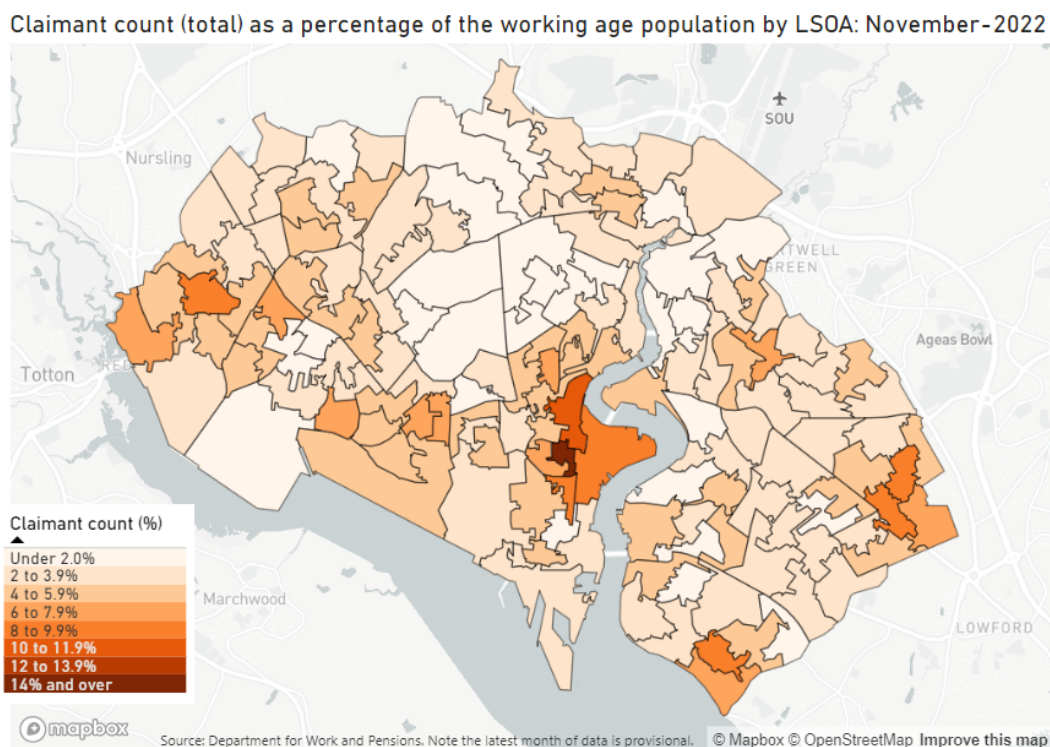 Claimant count (total) as a percentage of the working age population by LSOA: November-2022
SOU
Nursling
TWELL
GREEN
Ageas Bowl
Totton
RED
Claimant count (%)
Under 2.0%
2 to 3.9%
4 to 5.9%
6 to 7.9%
8 to 9.9%
10 to 11.9%
12 to 13.9%
14% and over
Marchwood
LOWFORD
mapbox
Source: Department for Work and Pensions. Note the latest month of data is provisional.
© Mapbox © OpenStreetMap Improve this map